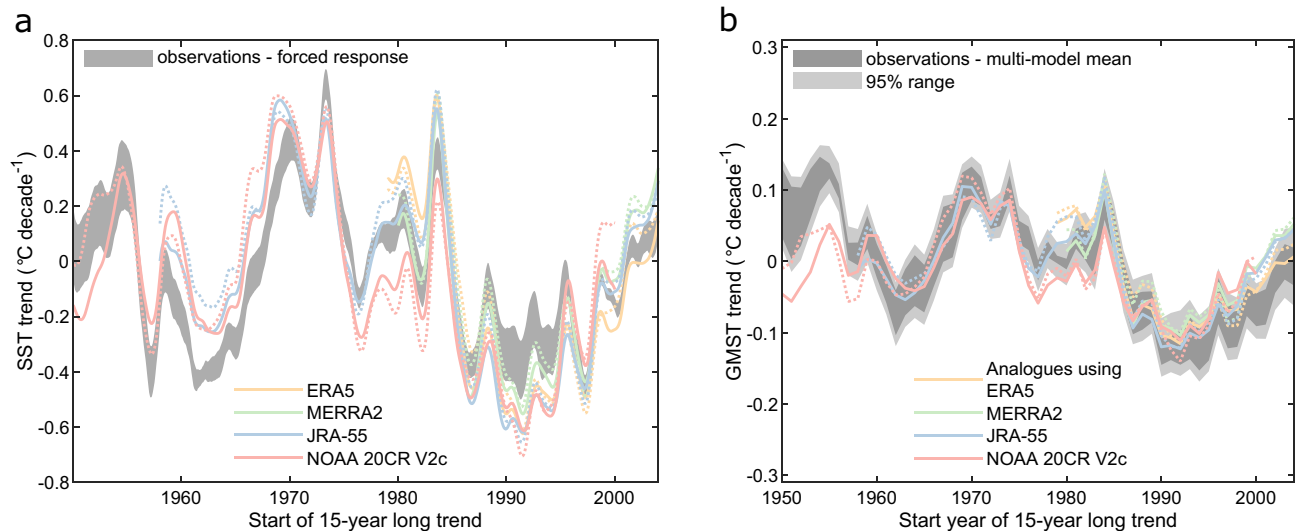 a
SST trend (°C decade⁻¹)
0.8
0.6
0.4
0.2
0
-0.2
-0.4
-0.6
-0.8
observations - forced response
ERA5
MERRA2
JRA-55
NOAA 20CR V2c
1960
1970
1980
1990
2000
Start of 15-year long trend
b
GMST trend (°C decade⁻¹)
0.3
0.2
0.1
0
-0.1
-0.2
-0.3
observations - multi-model mean
95% range
Analogues using
ERA5
MERRA2
JRA-55
NOAA 20CR V2c
1950
1960
1970
1980
1990
2000
Start year of 15-year long trend